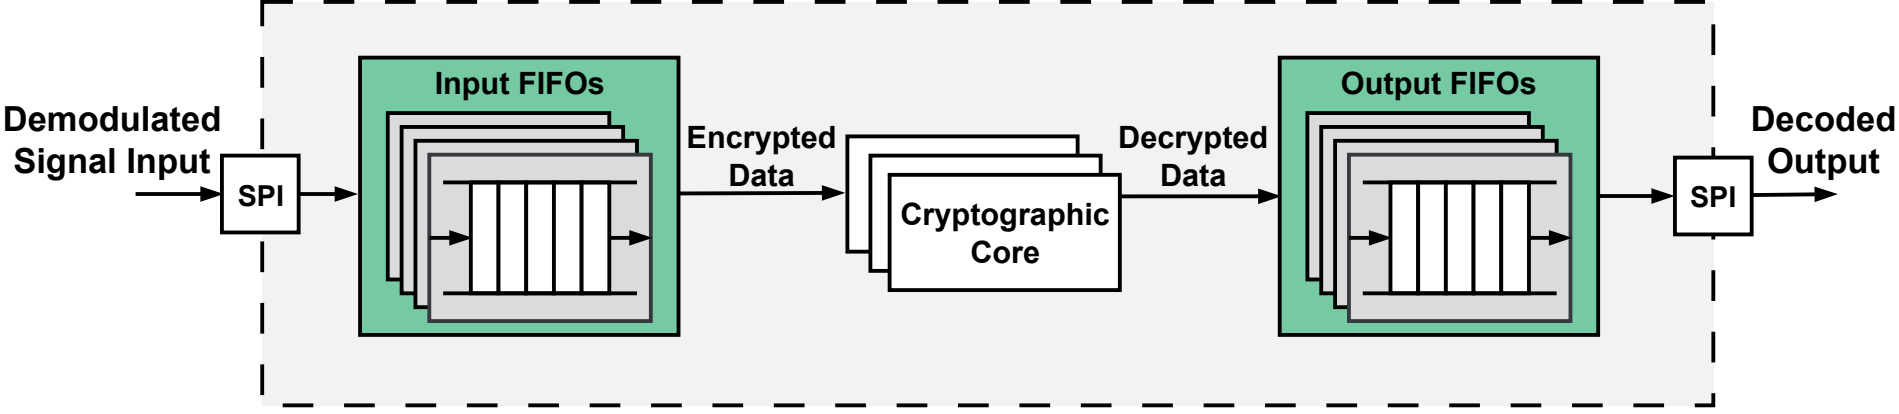 Demodulated
Signal Input
SPI
Input FIFOs
Encrypted
Data
Cryptographic
Core
Decrypted
Data
Output FIFOs
SPI
Decoded
Output